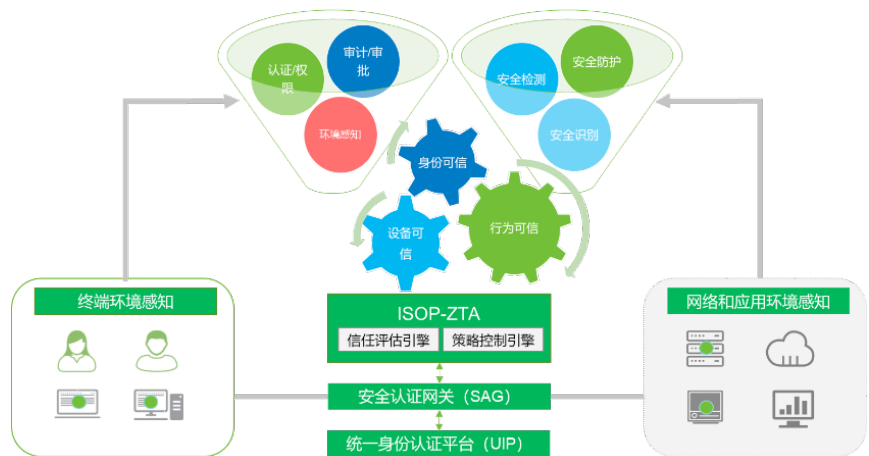 认证/权
限
审计/审
批
环境感知
安全检测
安全防护
安全识别
身份可信
设备可
信
行为可信
终端环境感知
ISOP-ZTA
信任评估引擎
策略控制引擎
安全认证网关（SAG）
统一身份认证平台（UIP）
网络和应用环境感知